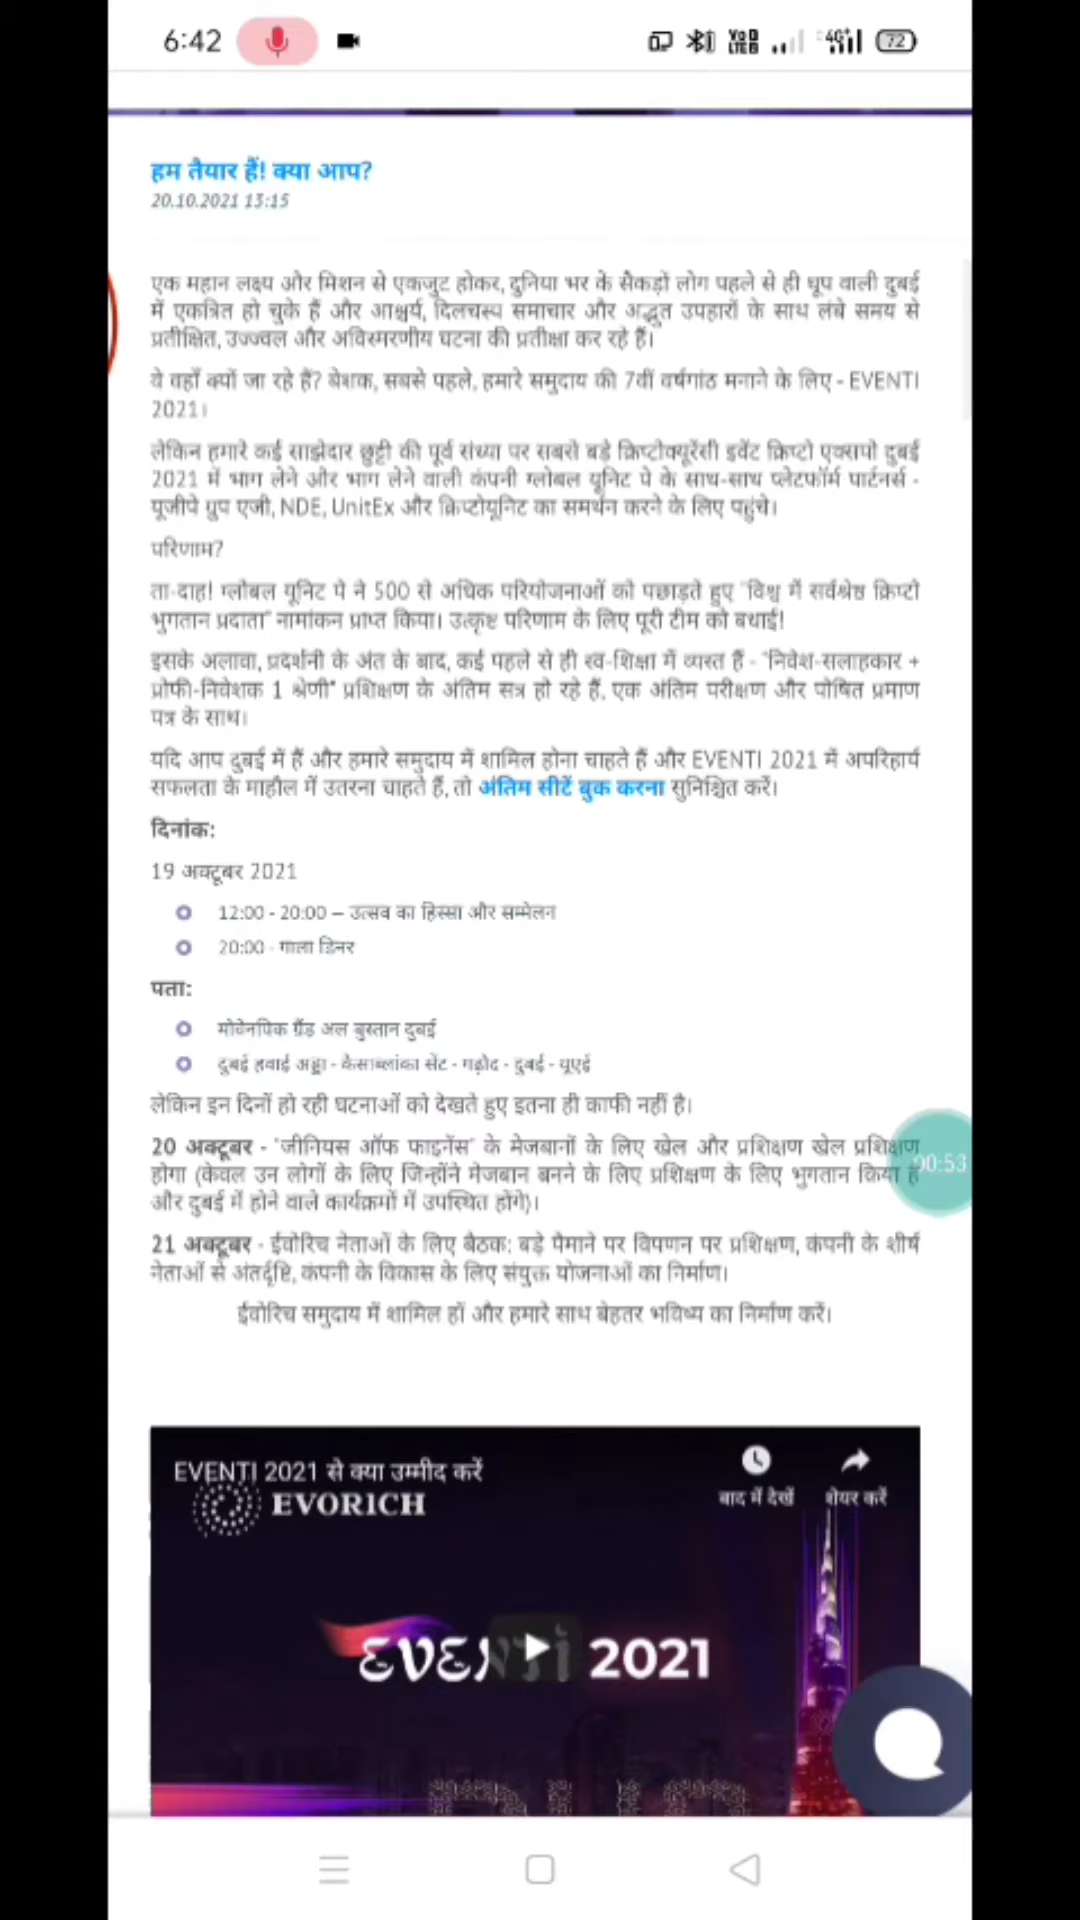 6:42
VoD LTE 4G+ 72
हम तैयार हैं! क्या आप?
20.10.2021 13:15
एक महान लक्ष्य और मिशन से एकजुट होकर, दुनिया भर के सैकड़ों लोग पहले से ही धूप वाली दुबई
में एकत्रित हो चुके हैं और आश्चर्य, दिलचस्प समाचार और अद्भुत उपहारों के साथ लंबे समय से
प्रतीक्षित, उज्ज्वल और अविस्मरणीय घटना की प्रतीक्षा कर रहे हैं।
वे वहाँ क्यों जा रहे हैं? बेशक, सबसे पहले, हमारे समुदाय की 7वीं वर्षगांठ मनाने के लिए - EVENTI
2021।
लेकिन हमारे कई साझेदार छुट्टी की पूर्व संध्या पर सबसे बड़े क्रिप्टोक्यूरेंसी इवेंट क्रिप्टो एक्सपो दुबई
2021 में भाग लेने और भाग लेने वाली कंपनी ग्लोबल यूनिट पे के साथ-साथ प्लेटफॉर्म पार्टनर्स -
यूजीपे ग्रुप एजी, NDE, UnitEx और क्रिप्टोयूनिट का समर्थन करने के लिए पहुंचे।
परिणाम?
ता-दाह! ग्लोबल यूनिट पे ने 500 से अधिक परियोजनाओं को पछाड़ते हुए "विश्व में सर्वश्रेष्ठ क्रिप्टो
भुगतान प्रदाता" नामांकन प्राप्त किया। उत्कृष्ट परिणाम के लिए पूरी टीम को बधाई!
इसके अलावा, प्रदर्शनी के अंत के बाद, कई पहले से ही स्व-शिक्षा में व्यस्त हैं - "निवेश-सलाहकार +
प्रोफी-निवेशक 1 श्रेणी" प्रशिक्षण के अंतिम सत्र हो रहे हैं, एक अंतिम परीक्षण और पोषित प्रमाण
पत्र के साथ।
यदि आप दुबई में हैं और हमारे समुदाय में शामिल होना चाहते हैं और EVENTI 2021 में अपरिहार्य
सफलता के माहौल में उतरना चाहते हैं, तो अंतिम सीटें बुक करना सुनिश्चित करें।
दिनांक:
19 अक्टूबर 2021
12:00 - 20:00 – उत्सव का हिस्सा और सम्मेलन
20:00 - गाला डिनर
पता:
मोवेनपिक ग्रैंड अल बुस्तान दुबई
दुबई हवाई अड्डा - कैसाब्लांका सेंट - गढ़ोद - दुबई - यूएई
लेकिन इन दिनों हो रही घटनाओं को देखते हुए इतना ही काफी नहीं है।
20 अक्टूबर - "जीनियस ऑफ फाइनेंस" के मेजबानों के लिए खेल और प्रशिक्षण खेल प्रशिक्षण
होगा (केवल उन लोगों के लिए जिन्होंने मेजबान बनने के लिए प्रशिक्षण के लिए भुगतान किया है
और दुबई में होने वाले कार्यक्रमों में उपस्थित होंगे)।
00:53
21 अक्टूबर - ईवोरिच नेताओं के लिए बैठक: बड़े पैमाने पर विपणन पर प्रशिक्षण, कंपनी के शीर्ष
नेताओं से अंतर्दृष्टि, कंपनी के विकास के लिए संयुक्त योजनाओं का निर्माण।
ईवोरिच समुदाय में शामिल हों और हमारे साथ बेहतर भविष्य का निर्माण करें।
EVENTI 2021 से क्या उम्मीद करें
EVORICH
बाद में देखें शेयर करें
EVENTI 2021